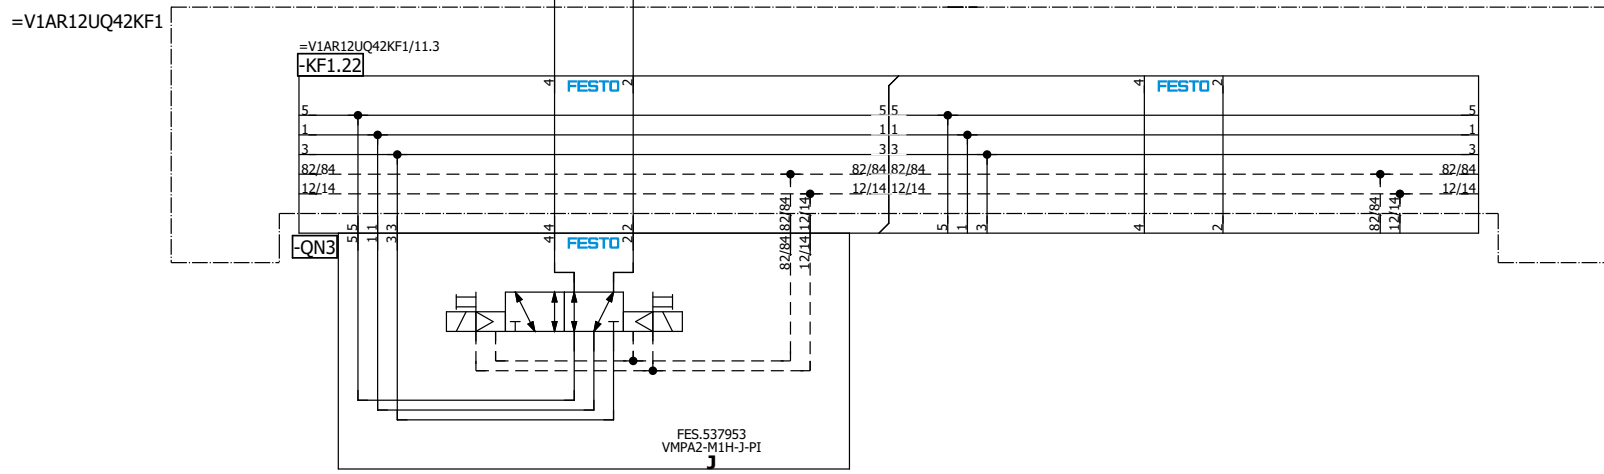 =V1AR12UQ42KF1
=V1AR12UQ42KF1/11.3
-KF1.22
4 FESTO 2 4 FESTO 2
5 5 5 5
1 1 1 1
3 3 3 3
82/84 82/84 82/84 82/84
12/14 12/14 12/14 12/14
5 1 3 4 2 82/84 12/14 5 1 3 4 2 82/84 12/14
-QN3
5 1 3 4 FESTO 2 82/84 12/14
FES.537953
VMPA2-M1H-J-PI
J